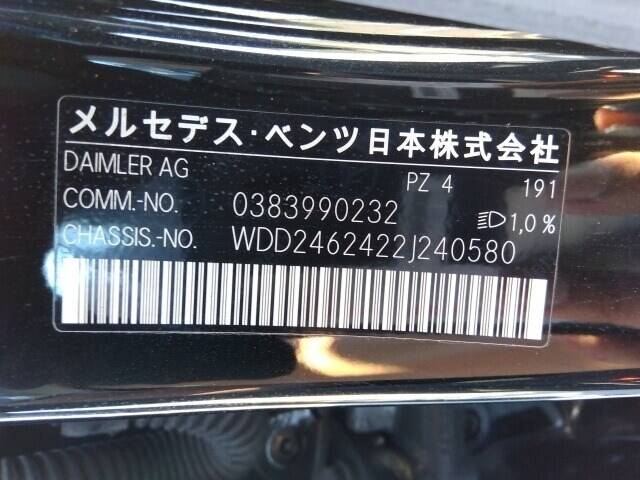 メルセデス・ベンツ日本株式会社
DAIMLER AG PZ 4 191
COMM.-NO. 0383990232 1,0%
CHASSIS.-NO. WDD2462422J240580